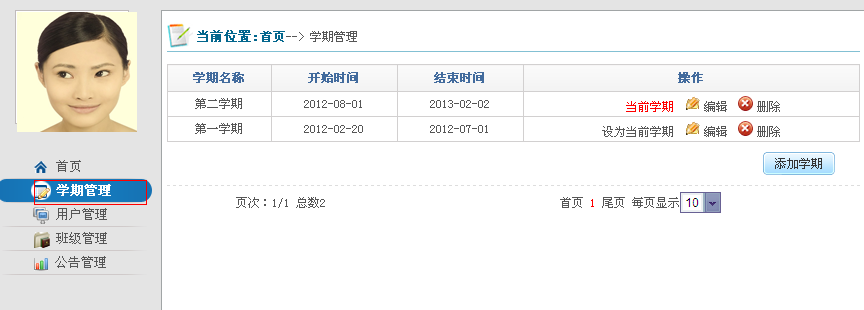 当前位置:首页--> 学期管理
学期名称 开始时间 结束时间 操作
第二学期 2012-08-01 2013-02-02 当前学期 编辑 删除
第一学期 2012-02-20 2012-07-01 设为当前学期 编辑 删除
添加学期
页次：1/1 总数2 首页 1 尾页 每页显示 10
首页
学期管理
用户管理
班级管理
公告管理